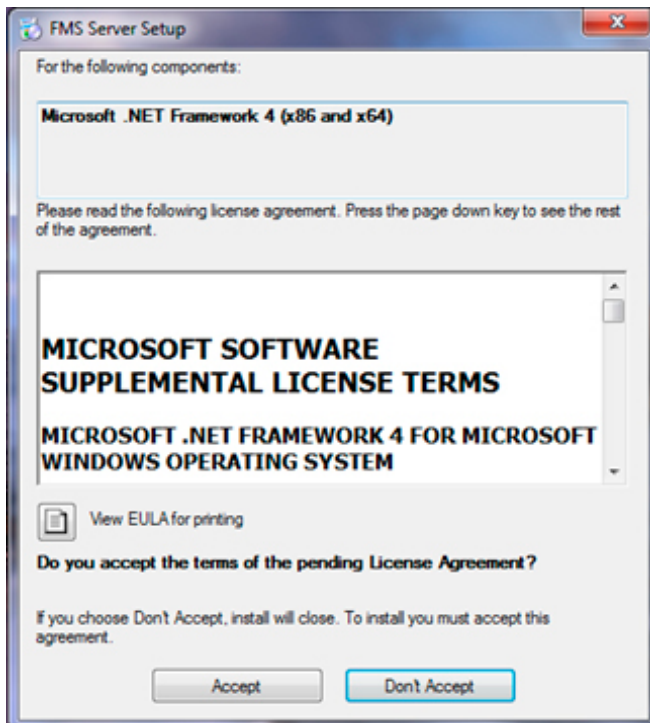 FMS Server Setup
For the following components:
Microsoft .NET Framework 4 (x86 and x64)
Please read the following license agreement. Press the page down key to see the rest
of the agreement.
MICROSOFT SOFTWARE
SUPPLEMENTAL LICENSE TERMS
MICROSOFT .NET FRAMEWORK 4 FOR MICROSOFT
WINDOWS OPERATING SYSTEM
View EULA for printing
Do you accept the terms of the pending License Agreement?
If you choose Don't Accept, install will close. To install you must accept this
agreement.
Accept
Don't Accept